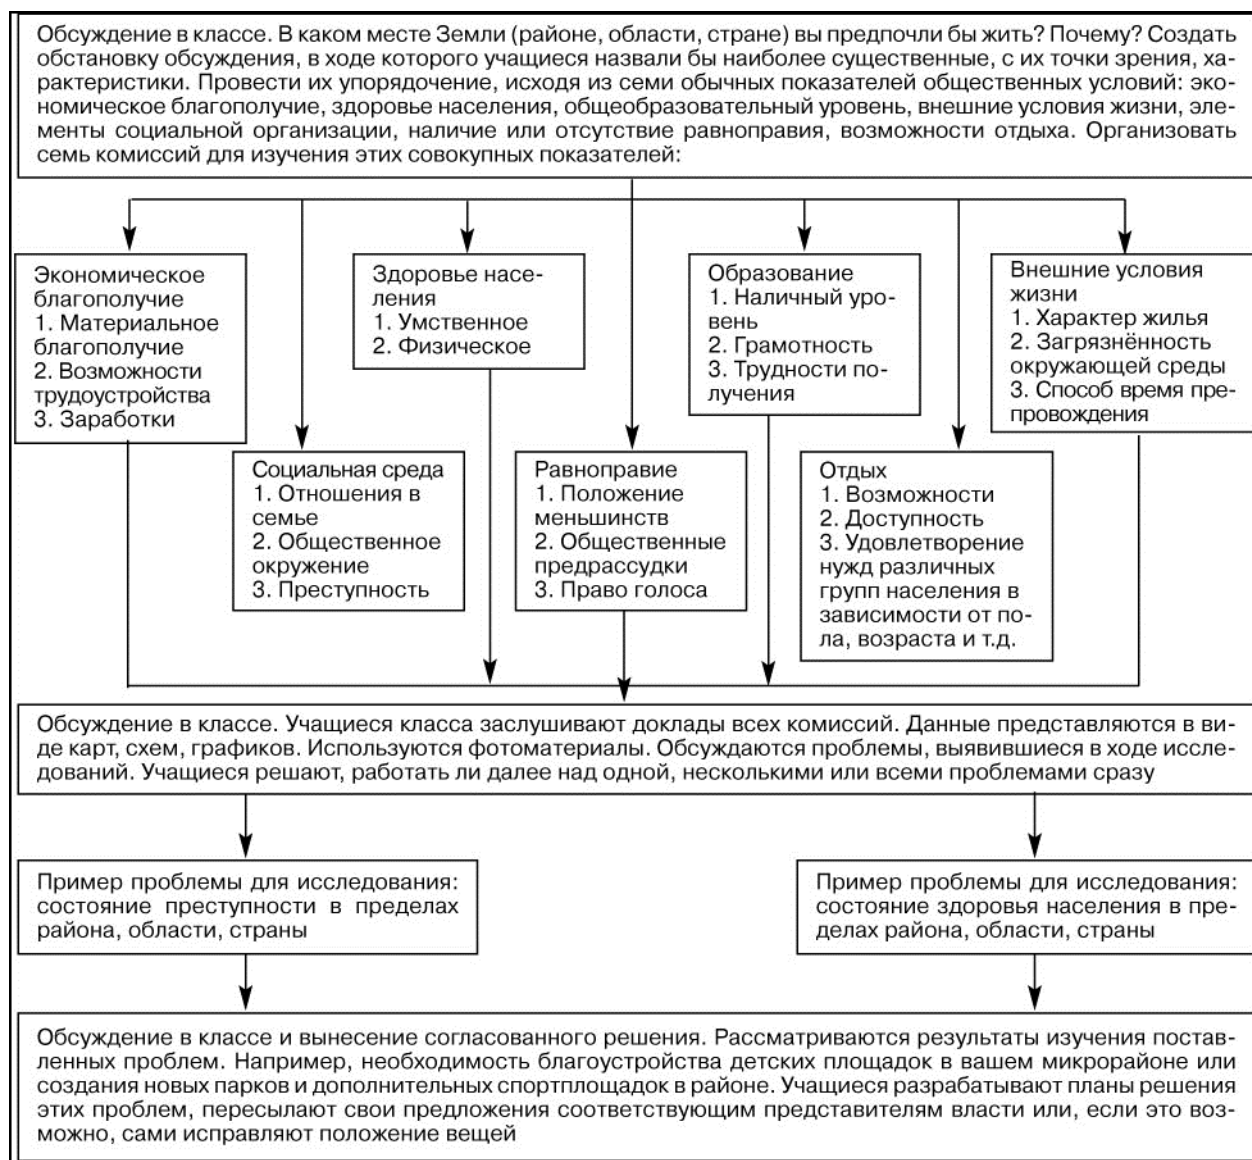 Обсуждение в классе. В каком месте Земли (районе, области, стране) вы предпочли бы жить? Почему? Создать
обстановку обсуждения, в ходе которого учащиеся назвали бы наиболее существенные, с их точки зрения, ха-
рактеристики. Провести их упорядочение, исходя из семи обычных показателей общественных условий: эко-
номическое благополучие, здоровье населения, общеобразовательный уровень, внешние условия жизни, эле-
менты социальной организации, наличие или отсутствие равноправия, возможности отдыха. Организовать
семь комиссий для изучения этих совокупных показателей:
Экономическое
благополучие
1. Материальное
благополучие
2. Возможности
трудоустройства
3. Заработки
Здоровье насе-
ления
1. Умственное
2. Физическое
Образование
1. Наличный уро-
вень
2. Грамотность
3. Трудности по-
лучения
Внешние условия
жизни
1. Характер жилья
2. Загрязнённость
окружающей среды
3. Способ время пре-
провождения
Социальная среда
1. Отношения в
семье
2. Общественное
окружение
3. Преступность
Равноправие
1. Положение
меньшинств
2. Общественные
предрассудки
3. Право голоса
Отдых
1. Возможности
2. Доступность
3. Удовлетворение
нужд различных
групп населения в
зависимости от по-
ла, возраста и т.д.
Обсуждение в классе. Учащиеся класса заслушивают доклады всех комиссий. Данные представляются в ви-
де карт, схем, графиков. Используются фотоматериалы. Обсуждаются проблемы, выявившиеся в ходе иссле-
дований. Учащиеся решают, работать ли далее над одной, несколькими или всеми проблемами сразу
Пример проблемы для исследования:
состояние преступности в пределах
района, области, страны
Пример проблемы для исследования:
состояние здоровья населения в пре-
делах района, области, страны
Обсуждение в классе и вынесение согласованного решения. Рассматриваются результаты изучения постав-
ленных проблем. Например, необходимость благоустройства детских площадок в вашем микрорайоне или
создания новых парков и дополнительных спортплощадок в районе. Учащиеся разрабатывают планы решения
этих проблем, пересылают свои предложения соответствующим представителям власти или, если это воз-
можно, сами исправляют положение вещей